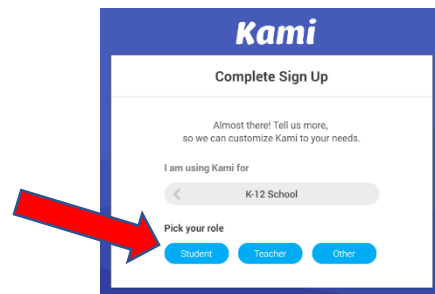 Kami
Complete Sign Up
Almost there! Tell us more,
so we can customize Kami to your needs.
I am using Kami for
K-12 School
Pick your role
Student Teacher Other